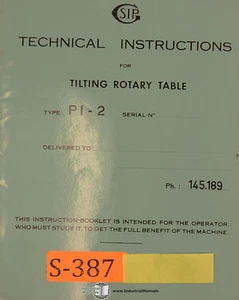 SIP
TECHNICAL INSTRUCTIONS
FOR
TILTING ROTARY TABLE
TYPE PI-2 SERIAL-N°
DELIVERED TO
Ph.: 145.189
THIS INSTRUCTION-BOOKLET IS INTENDED FOR THE OPERATOR
WHO MUST STUDY IT, TO GET THE FULL BENEFIT OF THE MACHINE.
S-387
IndustrialManuals